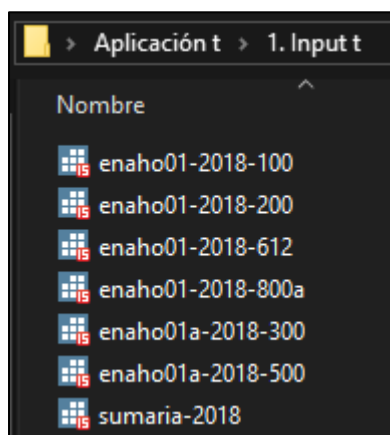 > Aplicación t > 1. Input t
Nombre
enaho01-2018-100
enaho01-2018-200
enaho01-2018-612
enaho01-2018-800a
enaho01a-2018-300
enaho01a-2018-500
sumaria-2018